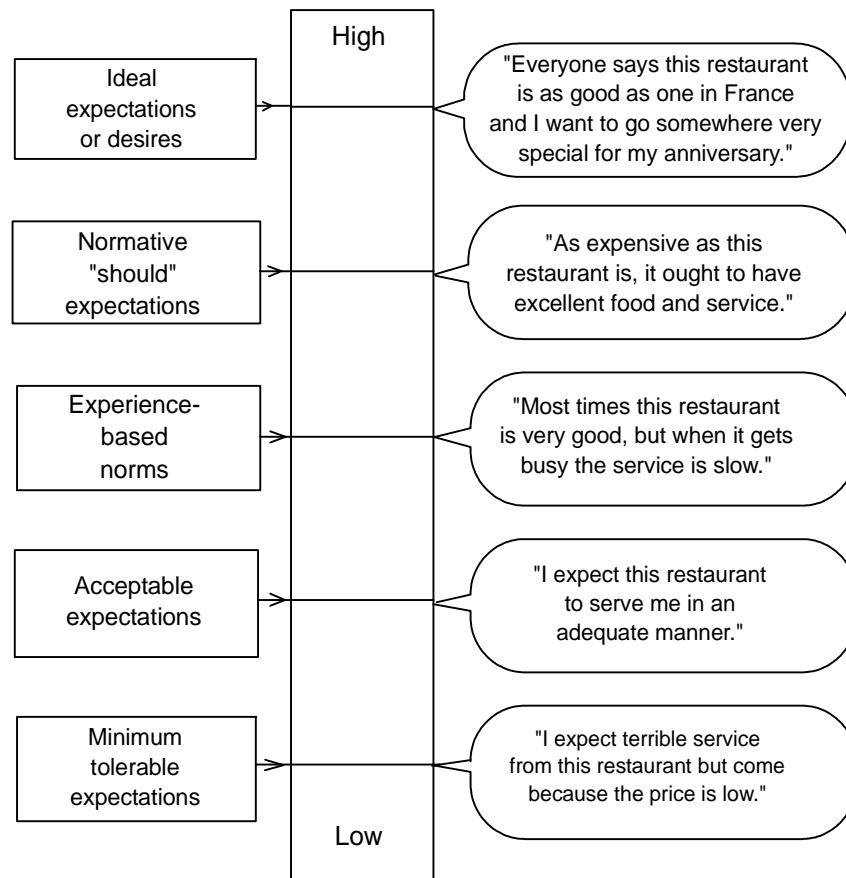 High
Ideal
expectations
or desires
"Everyone says this restaurant
is as good as one in France
and I want to go somewhere very
special for my anniversary."
Normative
"should"
expectations
"As expensive as this
restaurant is, it ought to have
excellent food and service."
Experience-
based
norms
"Most times this restaurant
is very good, but when it gets
busy the service is slow."
Acceptable
expectations
"I expect this restaurant
to serve me in an
adequate manner."
Minimum
tolerable
expectations
"I expect terrible service
from this restaurant but come
because the price is low."
Low